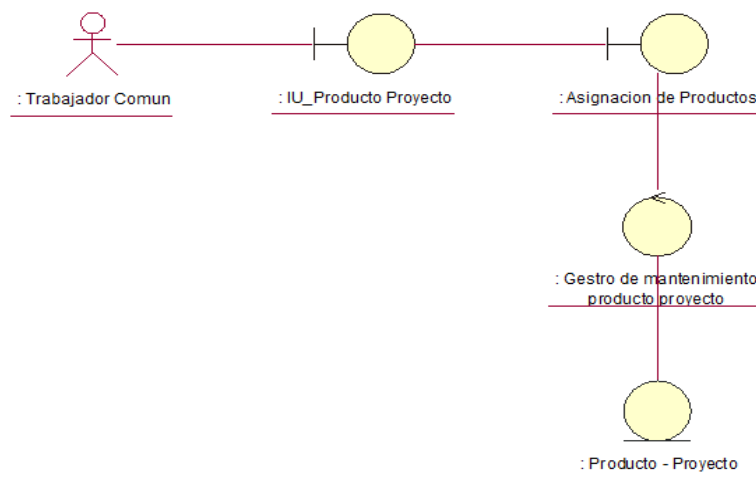 : Trabajador Comun
: IU_Producto Proyecto
: Asignacion de Productos
: Gestro de mantenimiento
producto proyecto
: Producto - Proyecto